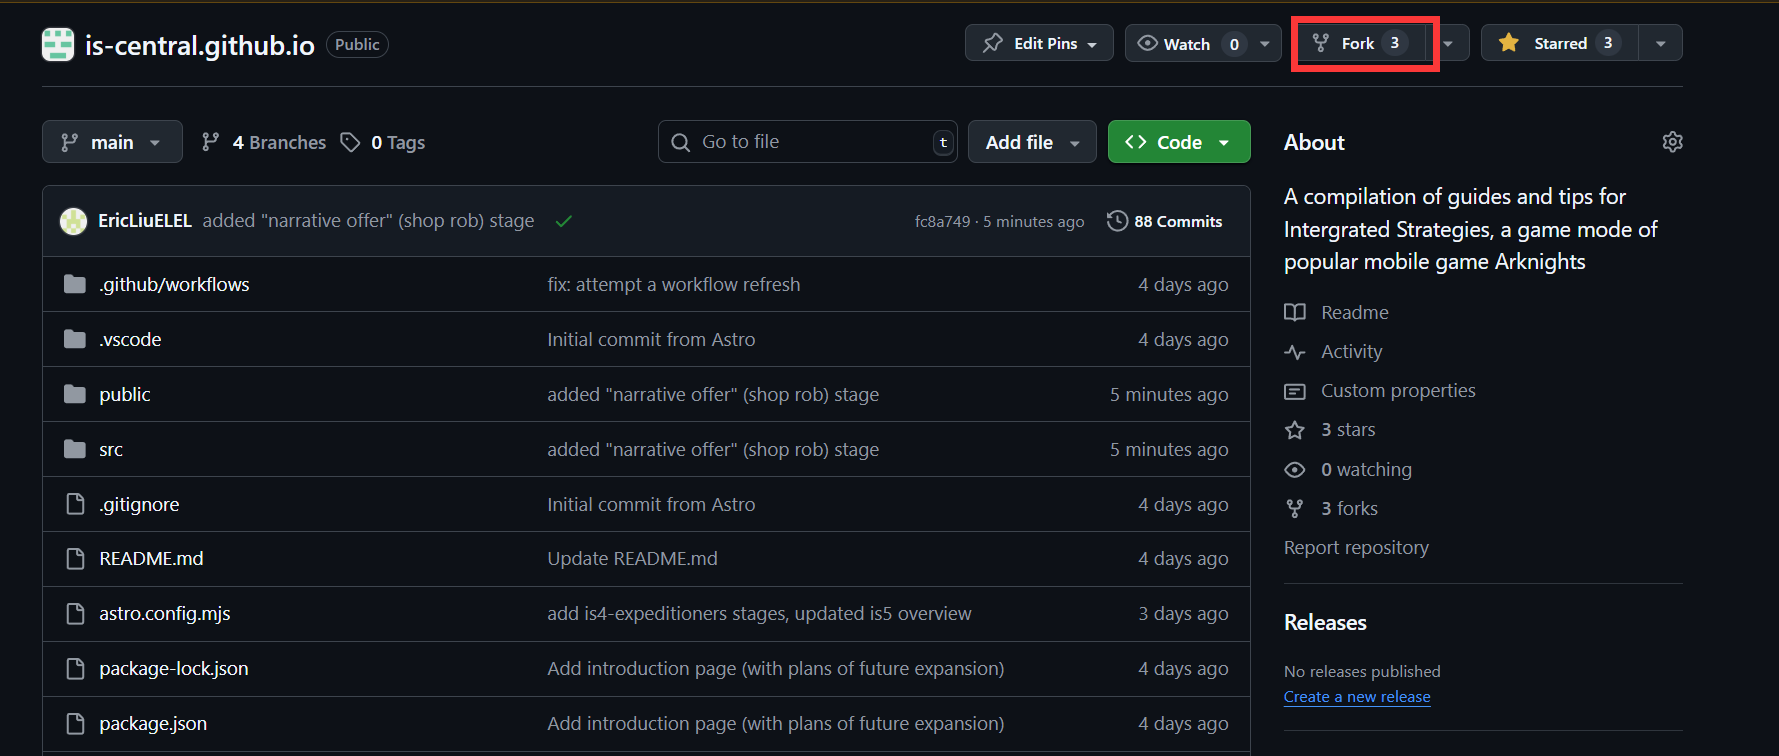 is-central.github.io Public
Edit Pins Watch 0 Fork 3 Starred 3
main 4 Branches 0 Tags Go to file t Add file Code
EricLiuELEL added "narrative offer" (shop rob) stage fc8a749 · 5 minutes ago 88 Commits
.github/workflows fix: attempt a workflow refresh 4 days ago
.vscode Initial commit from Astro 4 days ago
public added "narrative offer" (shop rob) stage 5 minutes ago
src added "narrative offer" (shop rob) stage 5 minutes ago
.gitignore Initial commit from Astro 4 days ago
README.md Update README.md 4 days ago
astro.config.mjs add is4-expeditioners stages, updated is5 overview 3 days ago
package-lock.json Add introduction page (with plans of future expansion) 4 days ago
package.json Add introduction page (with plans of future expansion) 4 days ago
About
A compilation of guides and tips for
Intergrated Strategies, a game mode of
popular mobile game Arknights
Readme
Activity
Custom properties
3 stars
0 watching
3 forks
Report repository
Releases
No releases published
Create a new release